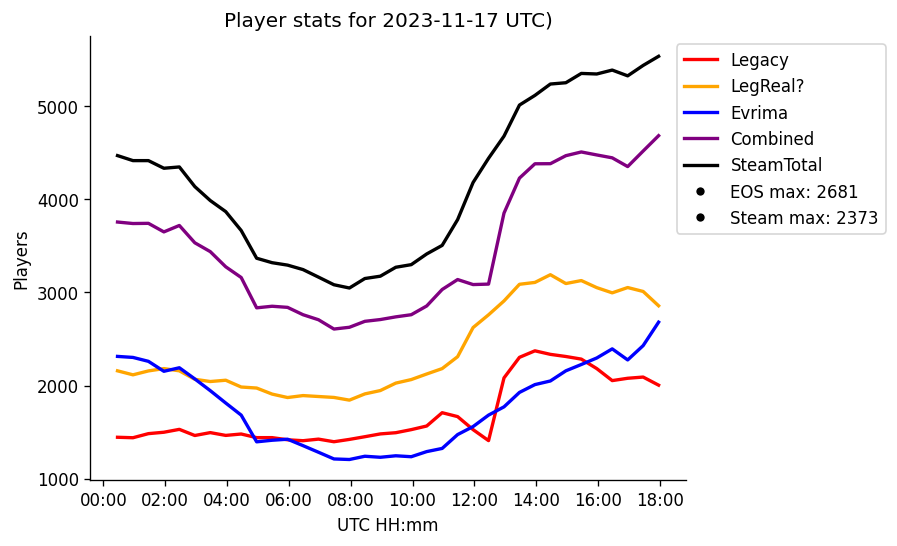 Player stats for 2023-11-17 UTC)
Legacy
LegReal?
Evrima
Combined
SteamTotal
EOS max: 2681
Steam max: 2373
Players
5000
4000
3000
2000
1000
00:00 02:00 04:00 06:00 08:00 10:00 12:00 14:00 16:00 18:00
UTC HH:mm